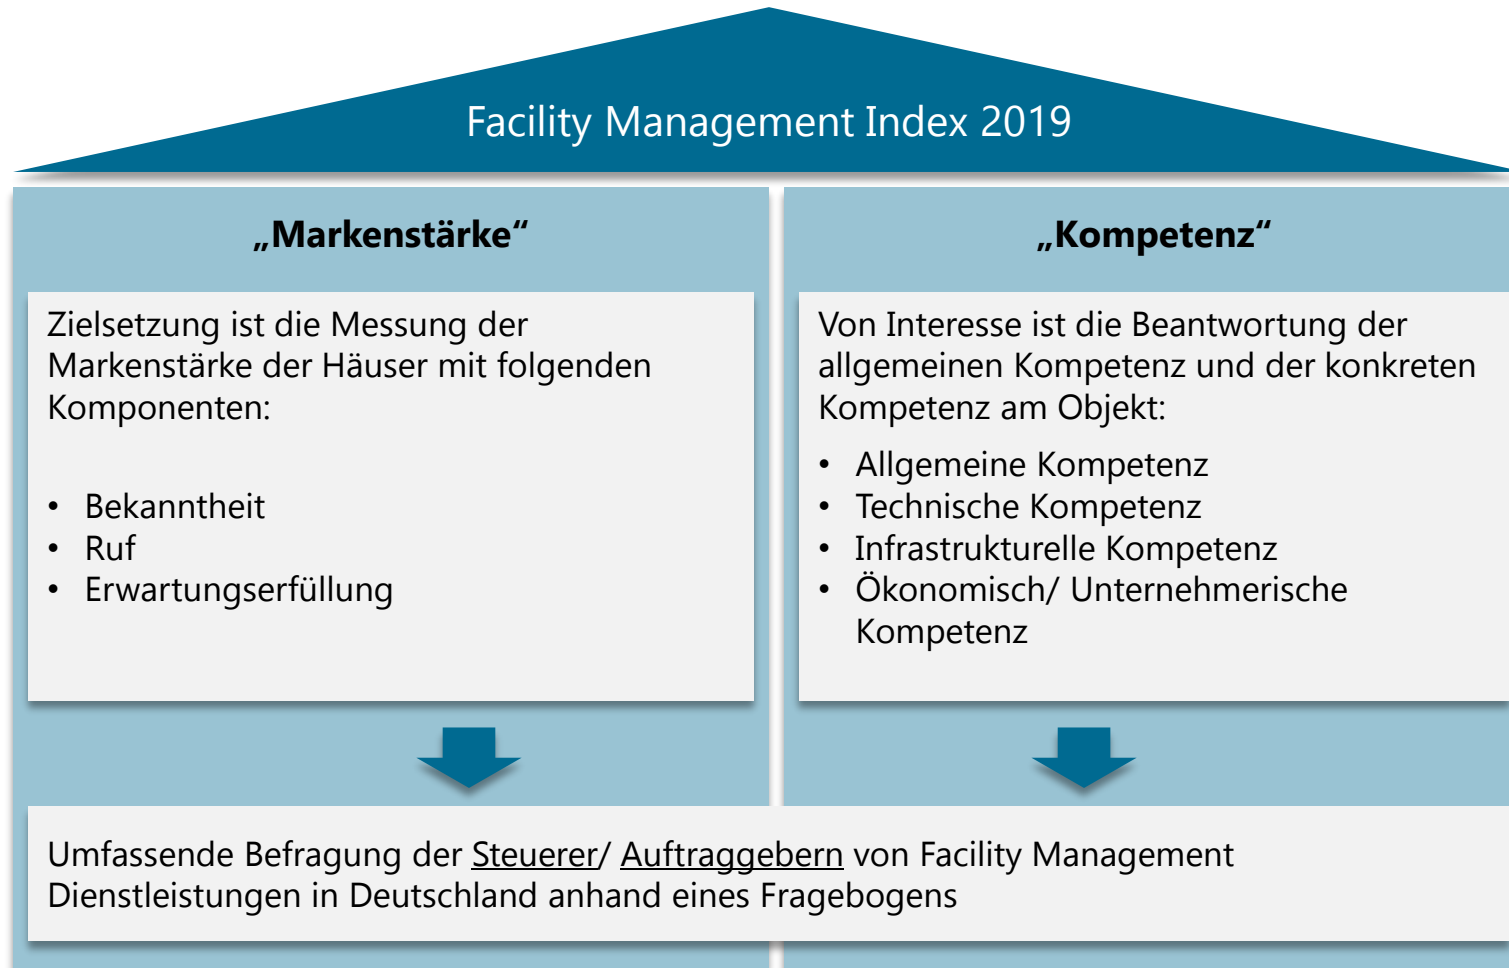 Facility Management Index 2019
„Markenstärke“
Zielsetzung ist die Messung der
Markenstärke der Häuser mit folgenden
Komponenten:
• Bekanntheit
• Ruf
• Erwartungserfüllung
„Kompetenz“
Von Interesse ist die Beantwortung der
allgemeinen Kompetenz und der konkreten
Kompetenz am Objekt:
• Allgemeine Kompetenz
• Technische Kompetenz
• Infrastrukturelle Kompetenz
• Ökonomisch/ Unternehmerische
Kompetenz
Umfassende Befragung der Steuerer/ Auftraggebern von Facility Management
Dienstleistungen in Deutschland anhand eines Fragebogens